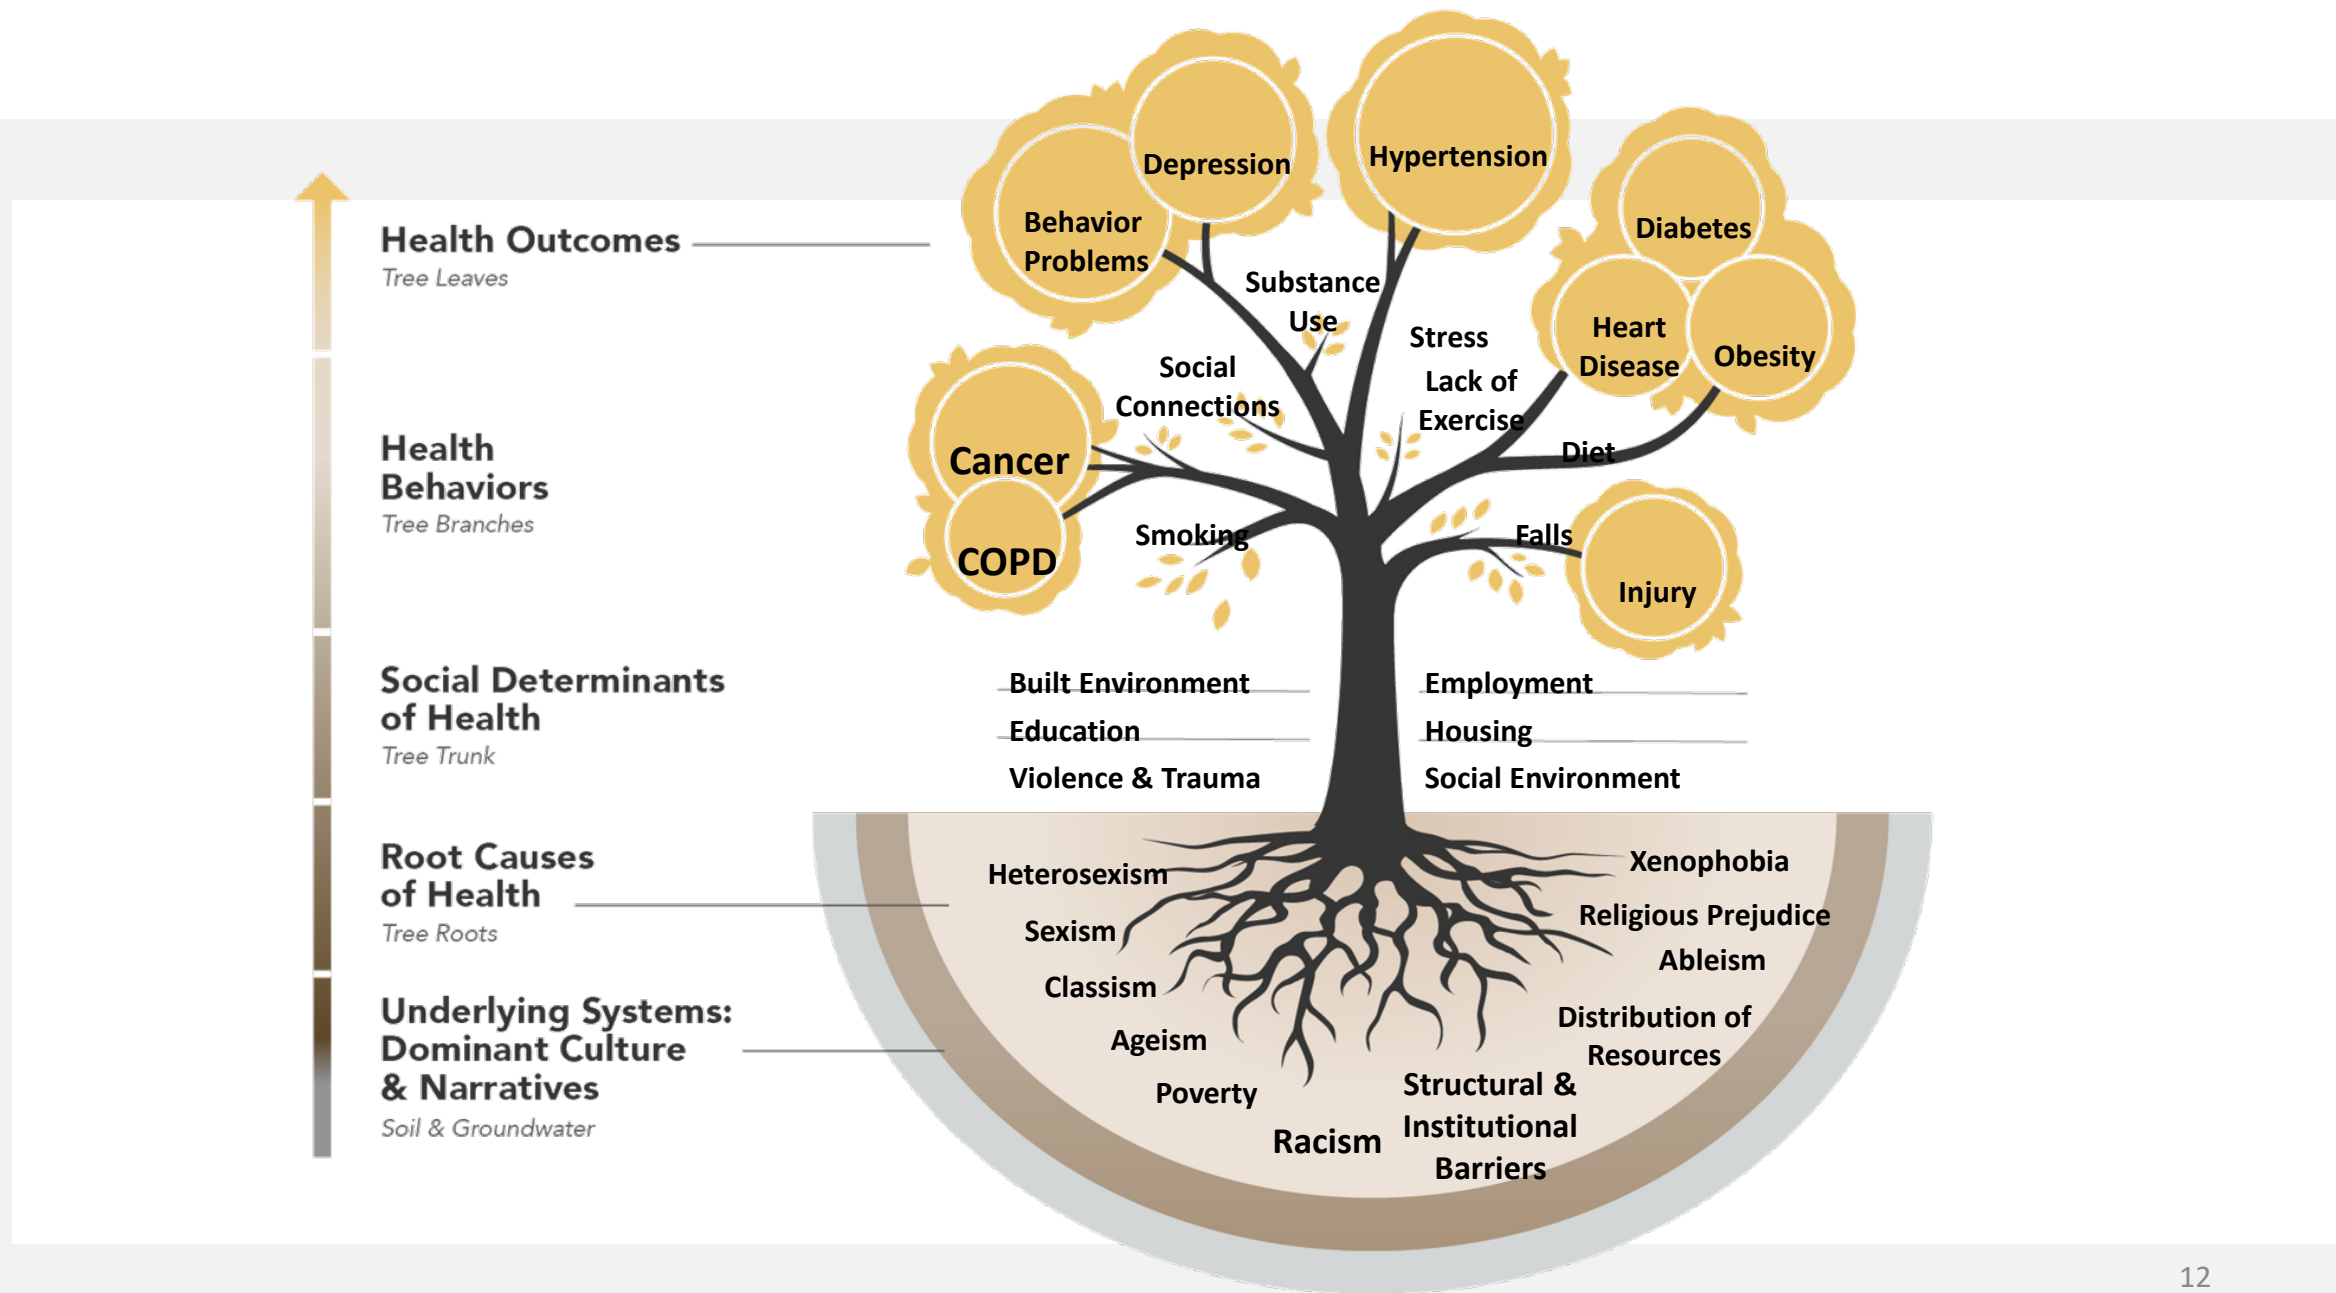 Health Outcomes
Tree Leaves
Health
Behaviors
Tree Branches
Social Determinants
of Health
Tree Trunk
Root Causes
of Health
Tree Roots
Underlying Systems:
Dominant Culture
& Narratives
Soil & Groundwater
Depression
Behavior
Problems
Hypertension
Diabetes
Heart
Disease
Obesity
Substance
Use
Stress
Social
Connections
Lack of
Exercise
Diet
Cancer
COPD
Smoking
Falls
Injury
Built Environment
Education
Violence & Trauma
Employment
Housing
Social Environment
Heterosexism
Sexism
Classism
Ageism
Poverty
Racism
Structural &
Institutional
Barriers
Xenophobia
Religious Prejudice
Ableism
Distribution of
Resources
12